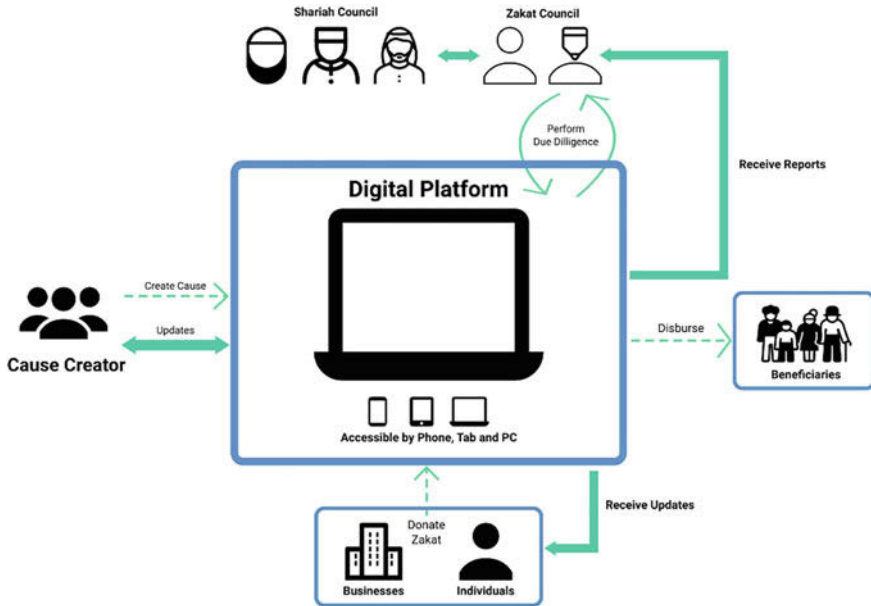 Shariah Council
Zakat Council
Perform
Due Dilligence
Receive Reports
Digital Platform
Create Cause
Updates
Cause Creator
Disburse
Beneficiaries
Accessible by Phone, Tab and PC
Receive Updates
Donate
Zakat
Businesses
Individuals